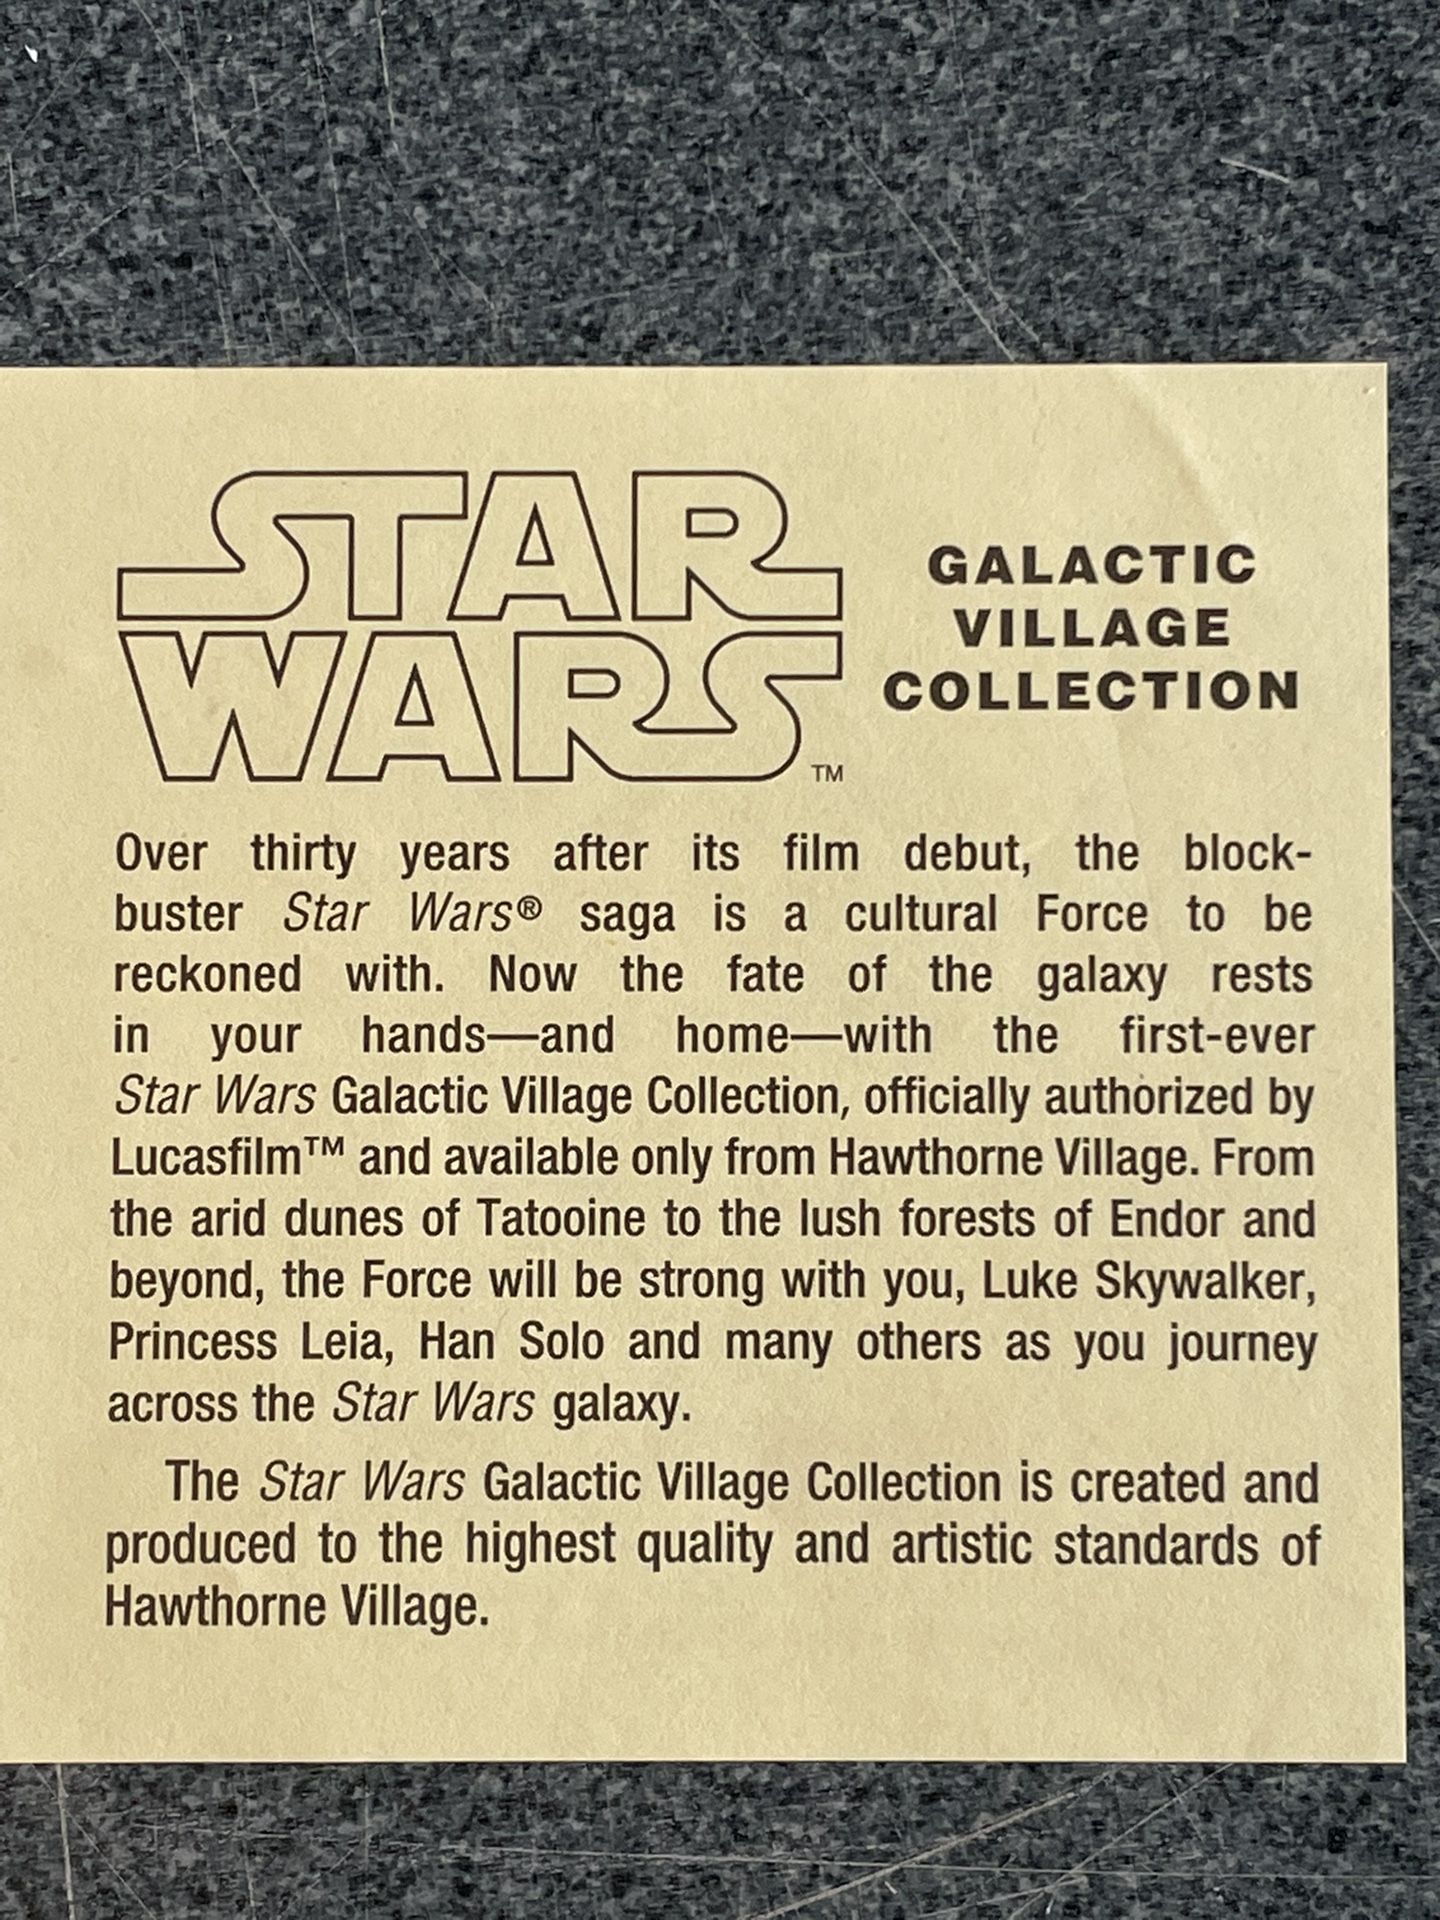 STAR
WARS™
GALACTIC
VILLAGE
COLLECTION
Over thirty years after its film debut, the block-
buster Star Wars® saga is a cultural Force to be
reckoned with. Now the fate of the galaxy rests
in your hands—and home—with the first-ever
Star Wars Galactic Village Collection, officially authorized by
Lucasfilm™ and available only from Hawthorne Village. From
the arid dunes of Tatooine to the lush forests of Endor and
beyond, the Force will be strong with you, Luke Skywalker,
Princess Leia, Han Solo and many others as you journey
across the Star Wars galaxy.
The Star Wars Galactic Village Collection is created and
produced to the highest quality and artistic standards of
Hawthorne Village.